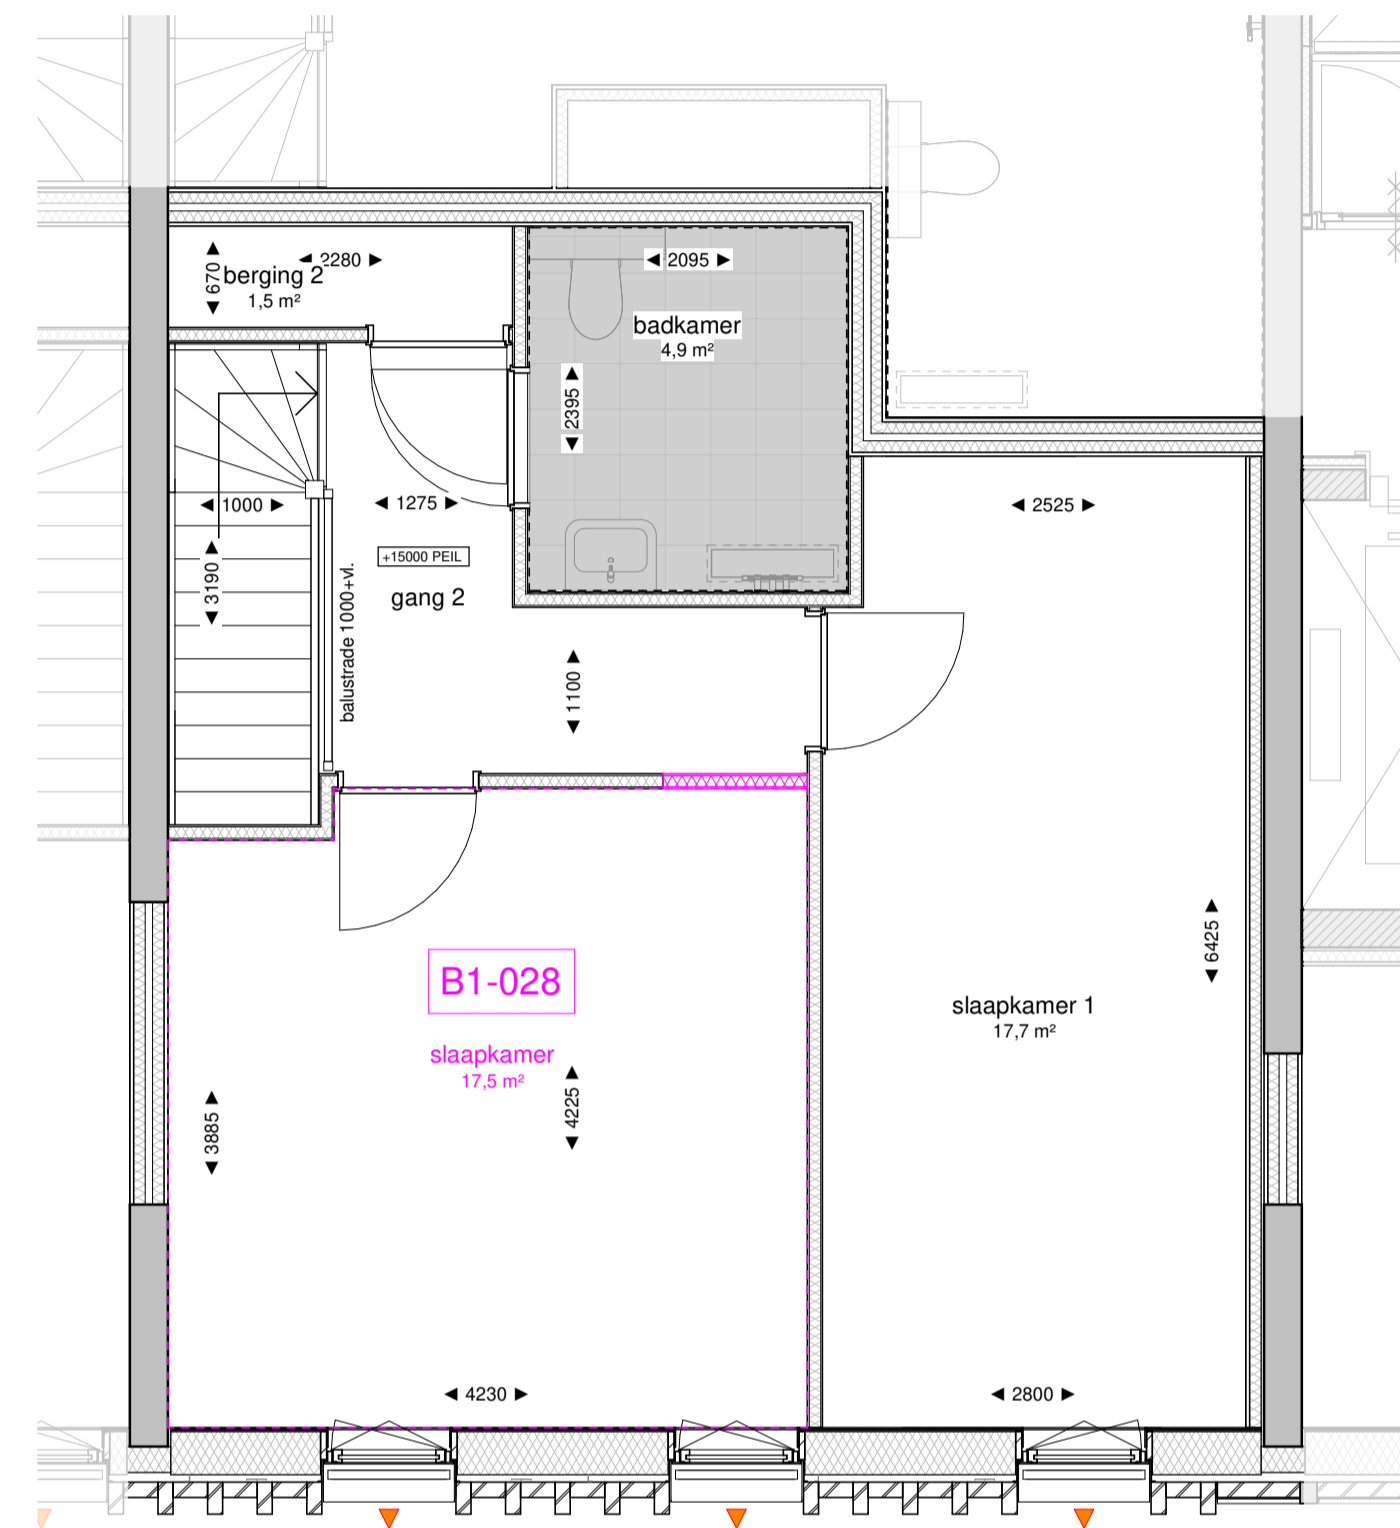 670
berging 2
1,5 m²
2280
2095
badkamer
4,9 m²
2395
1000
1275
2525
3190
+15000 PEIL
gang 2
balustrade 1000+vl.
1100
B1-028
slaapkamer
17,5 m²
6425
slaapkamer 1
17,7 m²
3885
4225
4230
2800